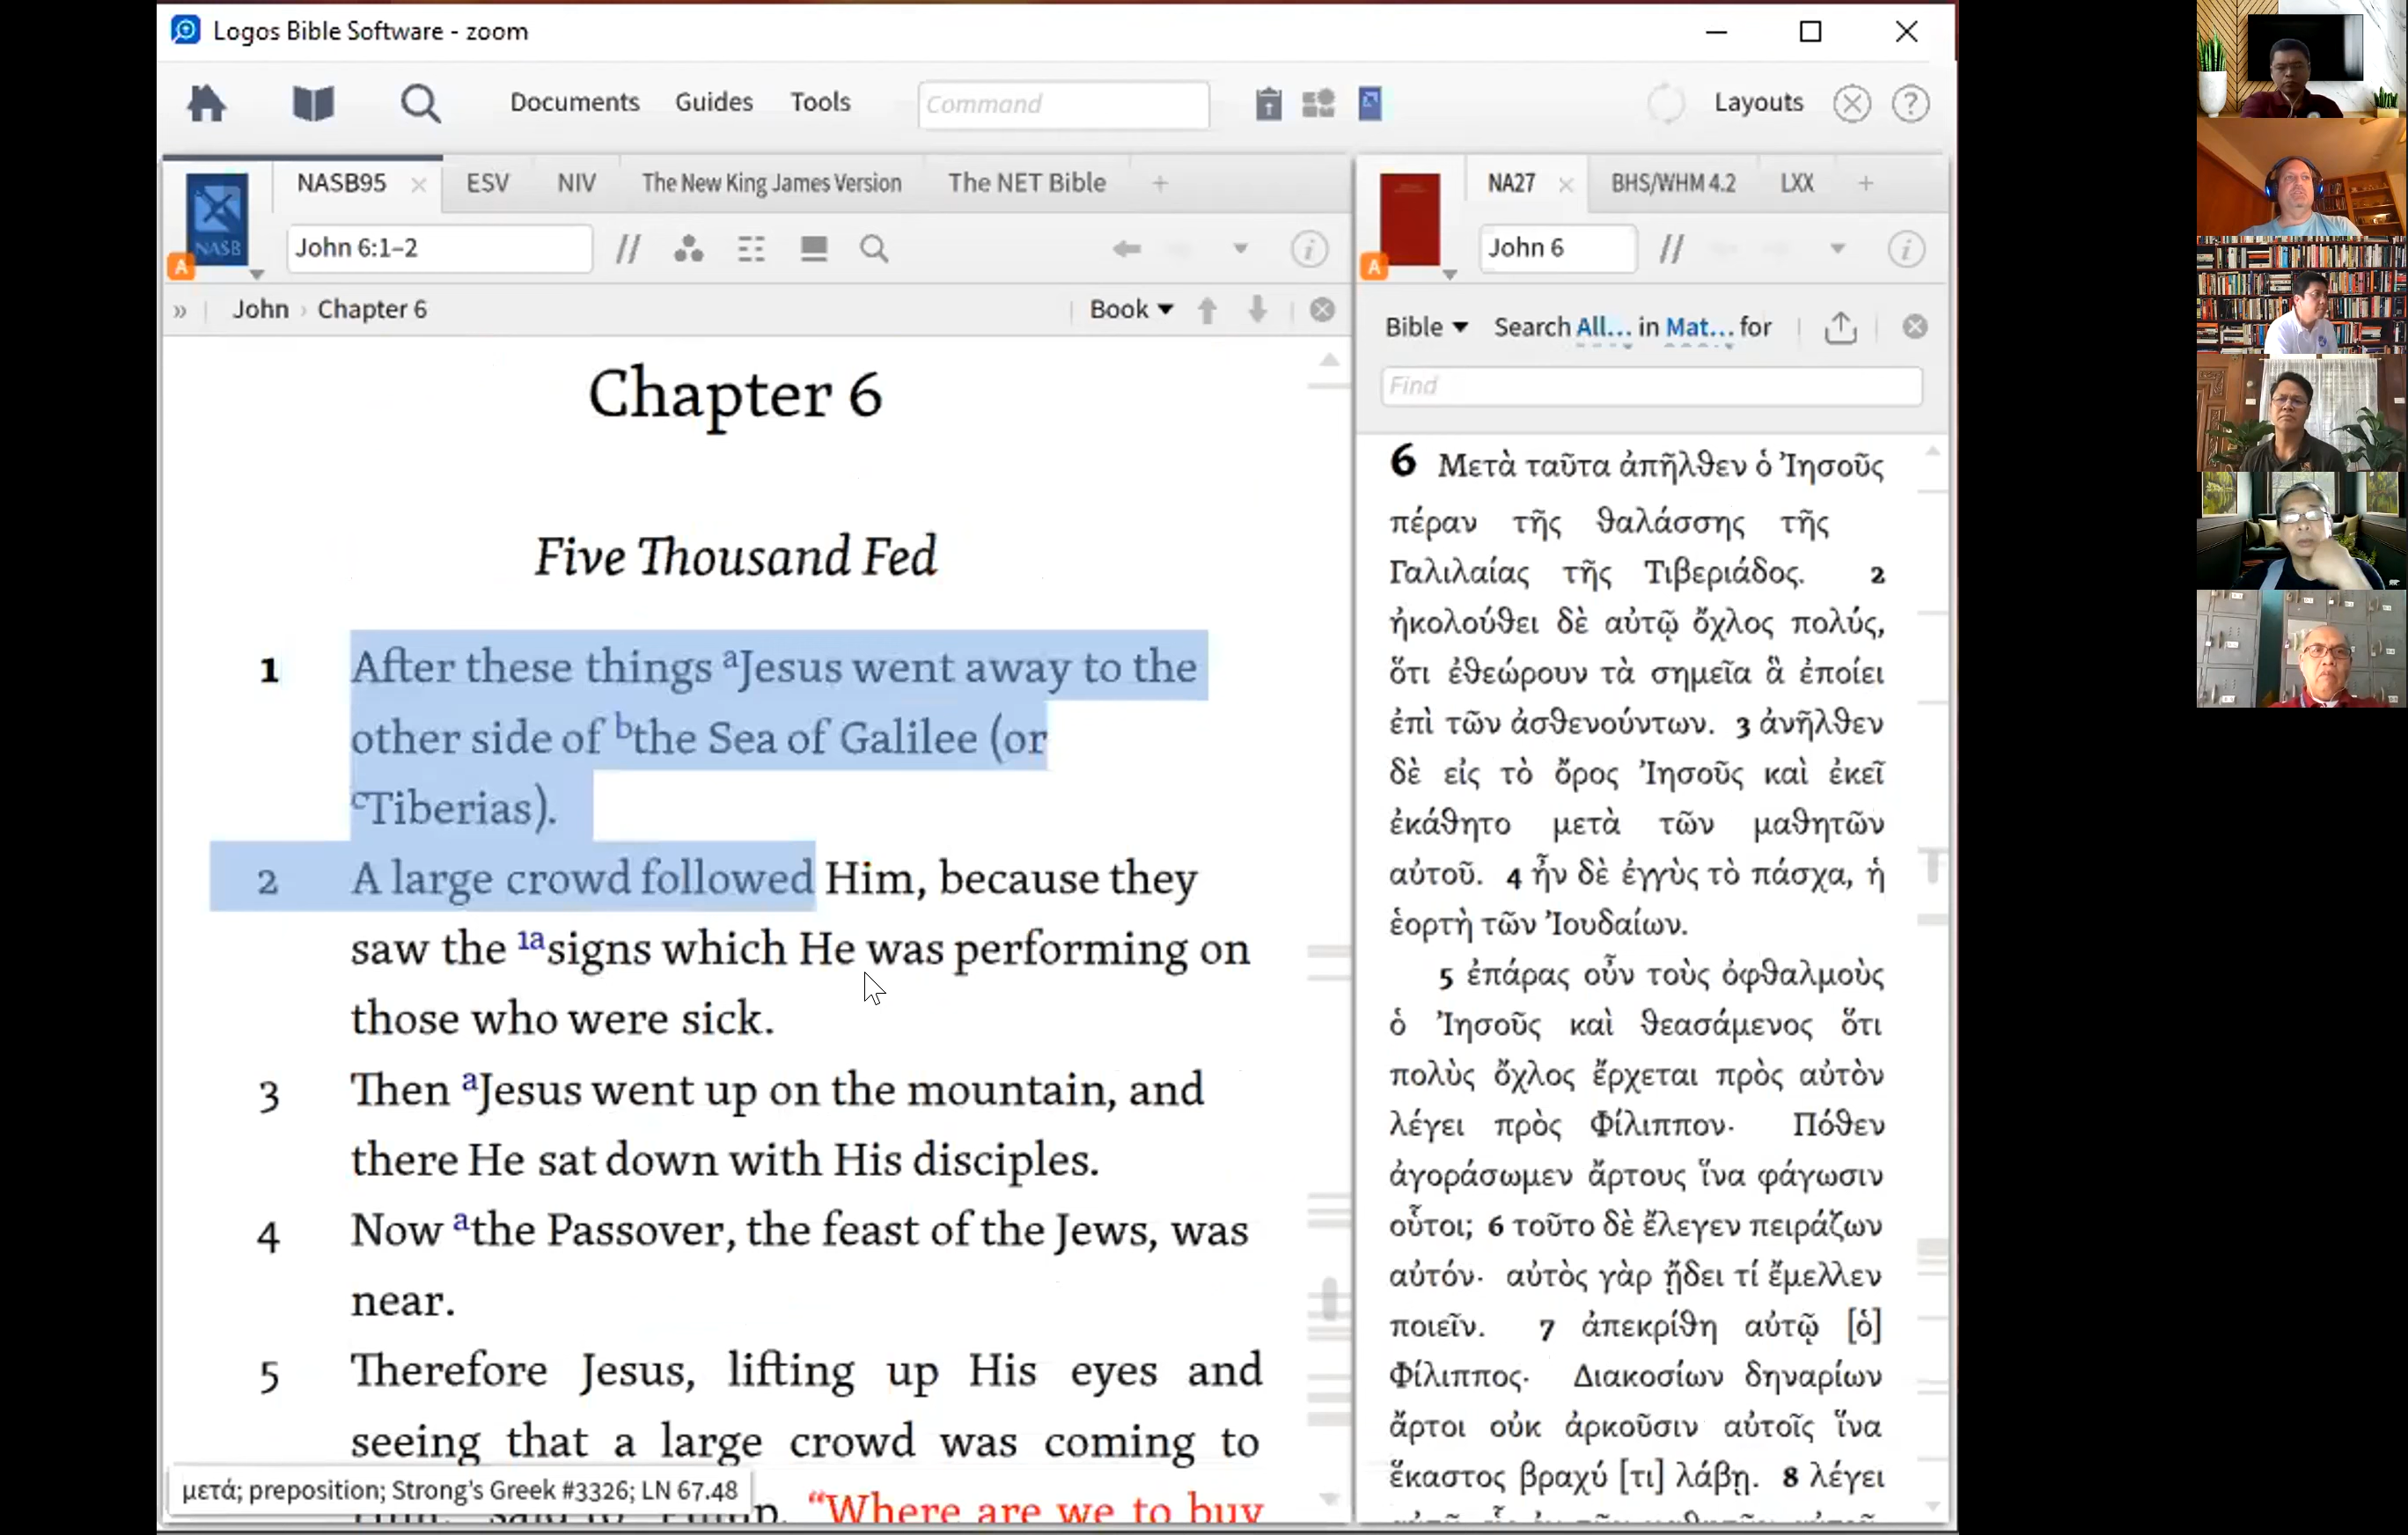 Logos Bible Software - zoom
Documents Guides Tools Command Layouts
NASB95 ESV NIV The New King James Version The NET Bible
NASB
A
John 6:1–2
John › Chapter 6 Book
Chapter 6
Five Thousand Fed
1 After these things ªJesus went away to the
other side of ᵇthe Sea of Galilee (or
ᶜTiberias).
2 A large crowd followed Him, because they
saw the ¹ªsigns which He was performing on
those who were sick.
3 Then ªJesus went up on the mountain, and
there He sat down with His disciples.
4 Now ªthe Passover, the feast of the Jews, was
near.
5 Therefore Jesus, lifting up His eyes and
seeing that a large crowd was coming to
“Where are we to buy
μετά; preposition; Strong's Greek #3326; LN 67.48
NA27 BHS/WHM 4.2 LXX
A
John 6
Bible Search All... in Mat... for
Find
6 Μετὰ ταῦτα ἀπῆλθεν ὁ Ἰησοῦς
πέραν τῆς θαλάσσης τῆς
Γαλιλαίας τῆς Τιβεριάδος. 2
ἠκολούθει δὲ αὐτῷ ὄχλος πολύς,
ὅτι ἐθεώρουν τὰ σημεῖα ἃ ἐποίει
ἐπὶ τῶν ἀσθενούντων. 3 ἀνῆλθεν
δὲ εἰς τὸ ὄρος Ἰησοῦς καὶ ἐκεῖ
ἐκάθητο μετὰ τῶν μαθητῶν
αὐτοῦ. 4 ἦν δὲ ἐγγὺς τὸ πάσχα, ἡ
ἑορτὴ τῶν Ἰουδαίων.
5 ἐπάρας οὖν τοὺς ὀφθαλμοὺς
ὁ Ἰησοῦς καὶ θεασάμενος ὅτι
πολὺς ὄχλος ἔρχεται πρὸς αὐτὸν
λέγει πρὸς Φίλιππον· Πόθεν
ἀγοράσωμεν ἄρτους ἵνα φάγωσιν
οὗτοι; 6 τοῦτο δὲ ἔλεγεν πειράζων
αὐτόν· αὐτὸς γὰρ ᾔδει τί ἔμελλεν
ποιεῖν. 7 ἀπεκρίθη αὐτῷ [ὁ]
Φίλιππος· Διακοσίων δηναρίων
ἄρτοι οὐκ ἀρκοῦσιν αὐτοῖς ἵνα
ἕκαστος βραχύ [τι] λάβῃ. 8 λέγει